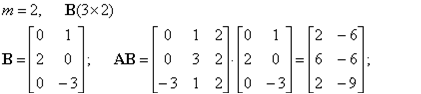 m = 2, B(3×2)
B = [0 1; 2 0; 0 −3]; AB = [0 1 2; 0 3 2; −3 1 2] · [0 1; 2 0; 0 −3] = [2 −6; 6 −6; 2 −9];